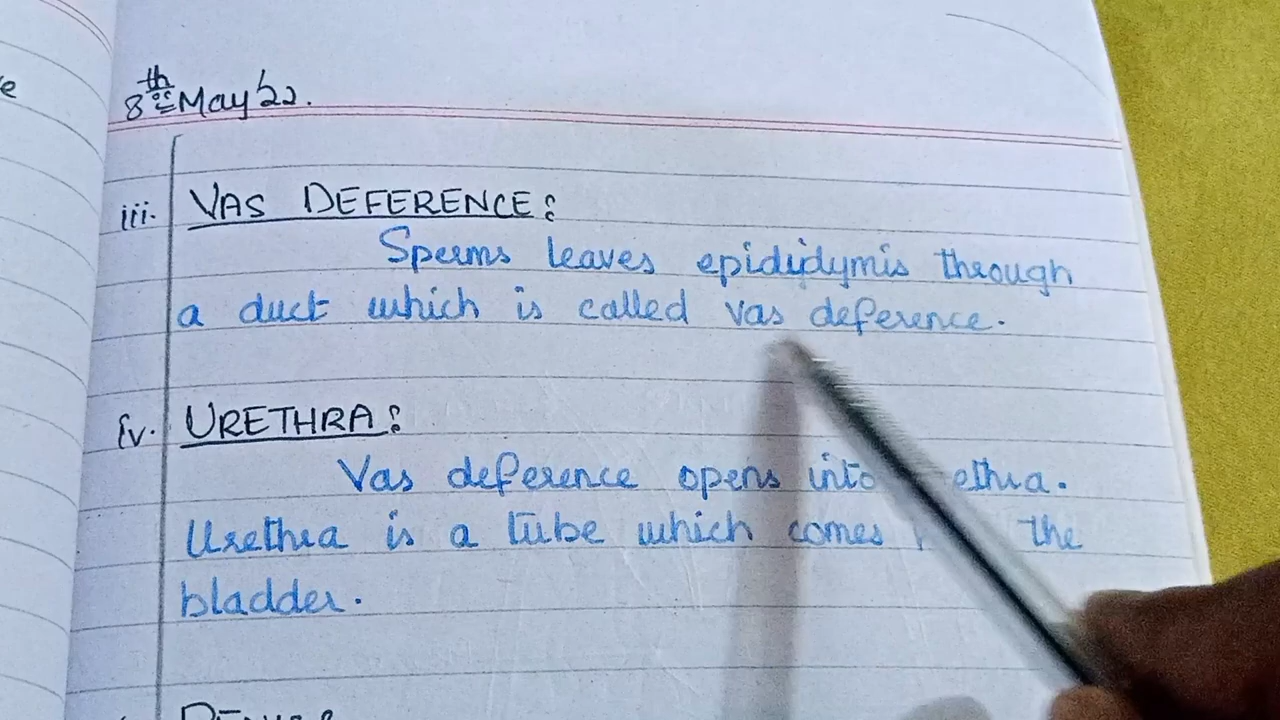 8th May'22.
iii. VAS DEFERENCE:
Sperms leaves epididymis through
a duct which is called vas deference.
iv. URETHRA:
Vas deference opens into
Urethra is a tube which comes the
bladder.